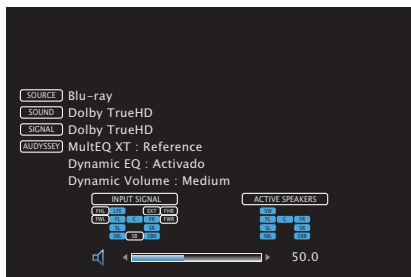 SOURCE Blu-ray
SOUND Dolby TrueHD
SIGNAL Dolby TrueHD
AUDYSSEY MultEQ XT : Reference
Dynamic EQ : Activado
Dynamic Volume : Medium
INPUT SIGNAL ACTIVE SPEAKERS
FHL LFE EXT FHR SW
FWL FL C FR FWR FL C FR
SL SR SL SR
SBL SB SBR SBL SBR
50.0